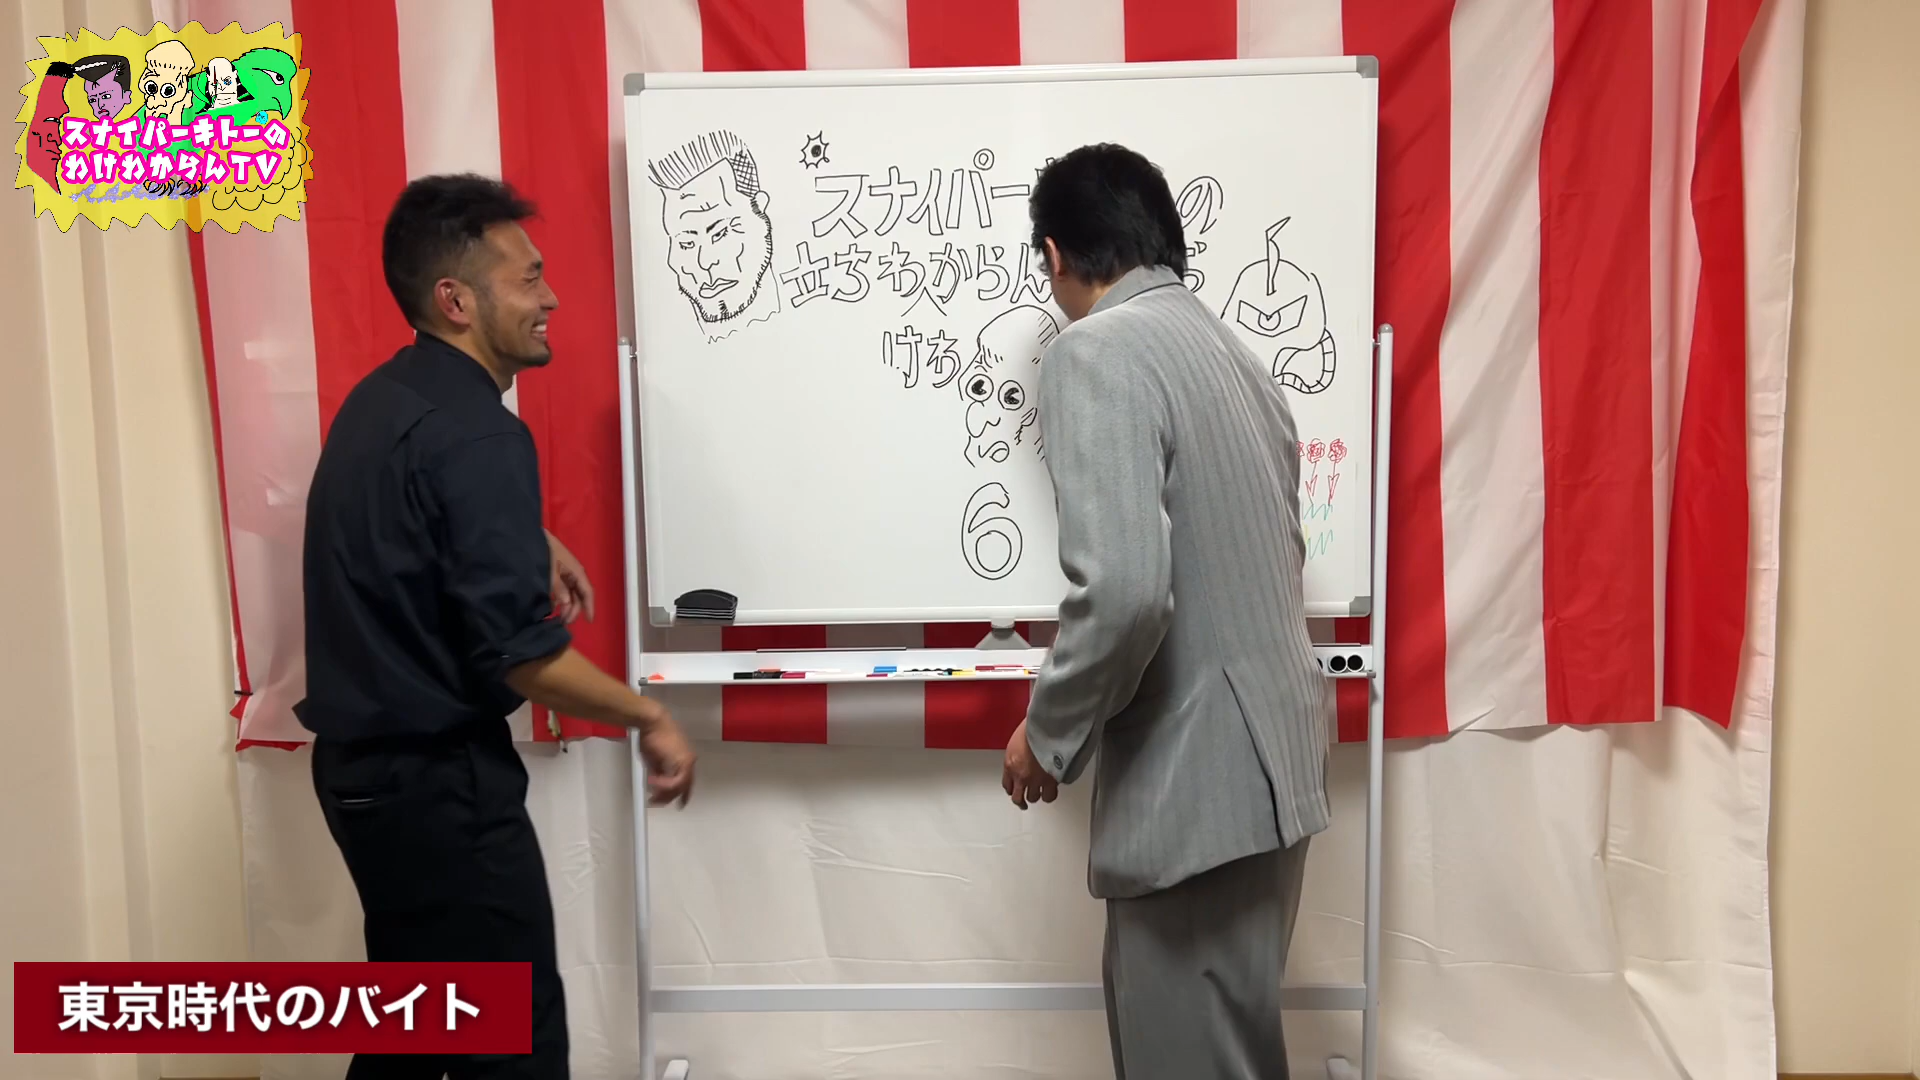 スナイパーキトーの
わけわからんTV
スナイパー の
立ちわからん
けわ
6
東京時代のバイト